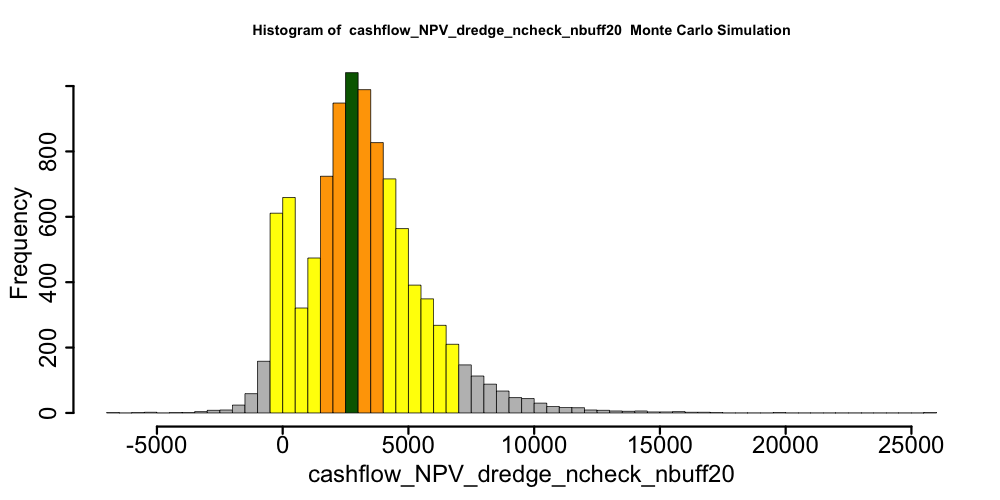 Histogram of  cashflow_NPV_dredge_ncheck_nbuff20  Monte Carlo Simulation
Frequency
800
600
400
200
0
-5000 0 5000 10000 15000 20000 25000
cashflow_NPV_dredge_ncheck_nbuff20